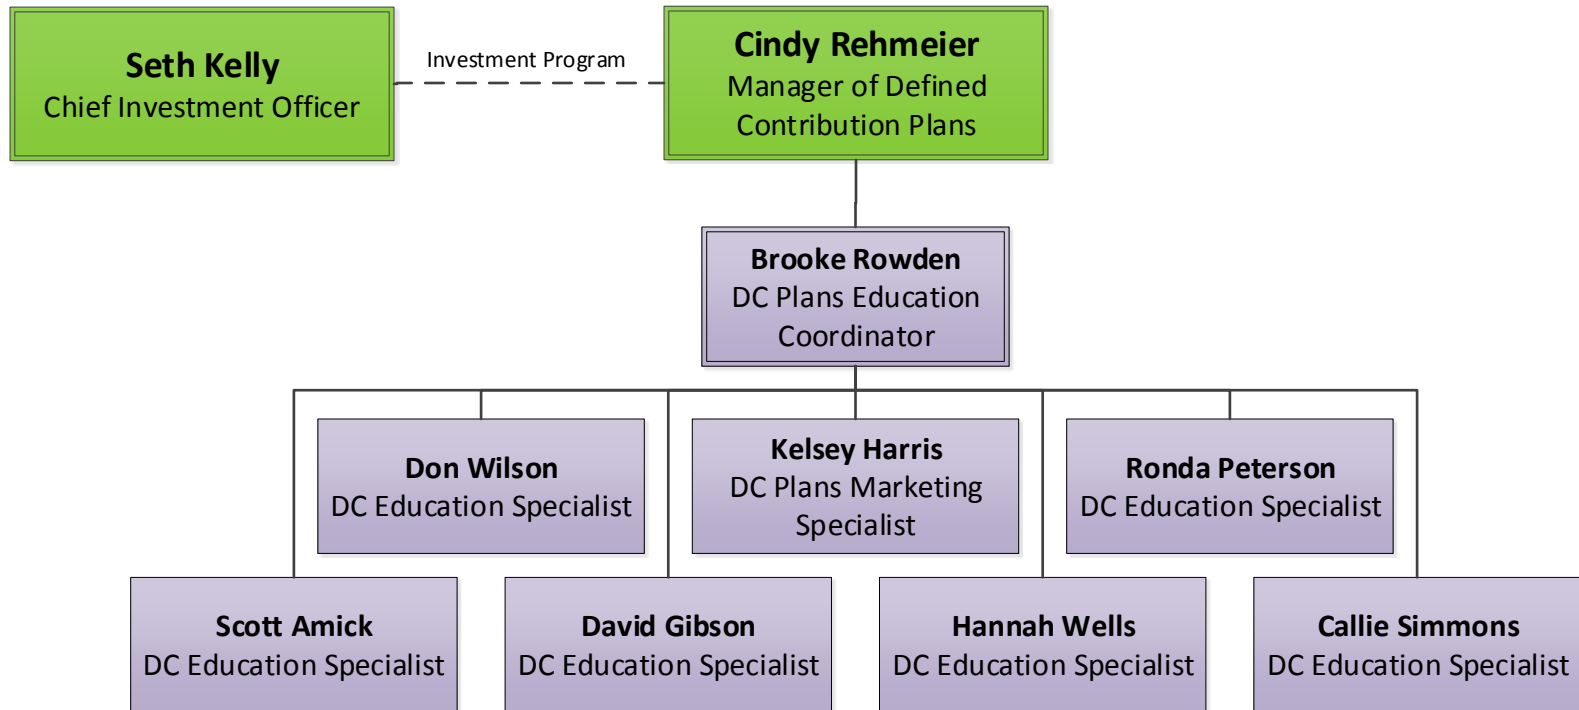 Seth Kelly
Chief Investment Officer
Investment Program
Cindy Rehmeier
Manager of Defined
Contribution Plans
Brooke Rowden
DC Plans Education
Coordinator
Don Wilson
DC Education Specialist
Kelsey Harris
DC Plans Marketing
Specialist
Ronda Peterson
DC Education Specialist
Scott Amick
DC Education Specialist
David Gibson
DC Education Specialist
Hannah Wells
DC Education Specialist
Callie Simmons
DC Education Specialist